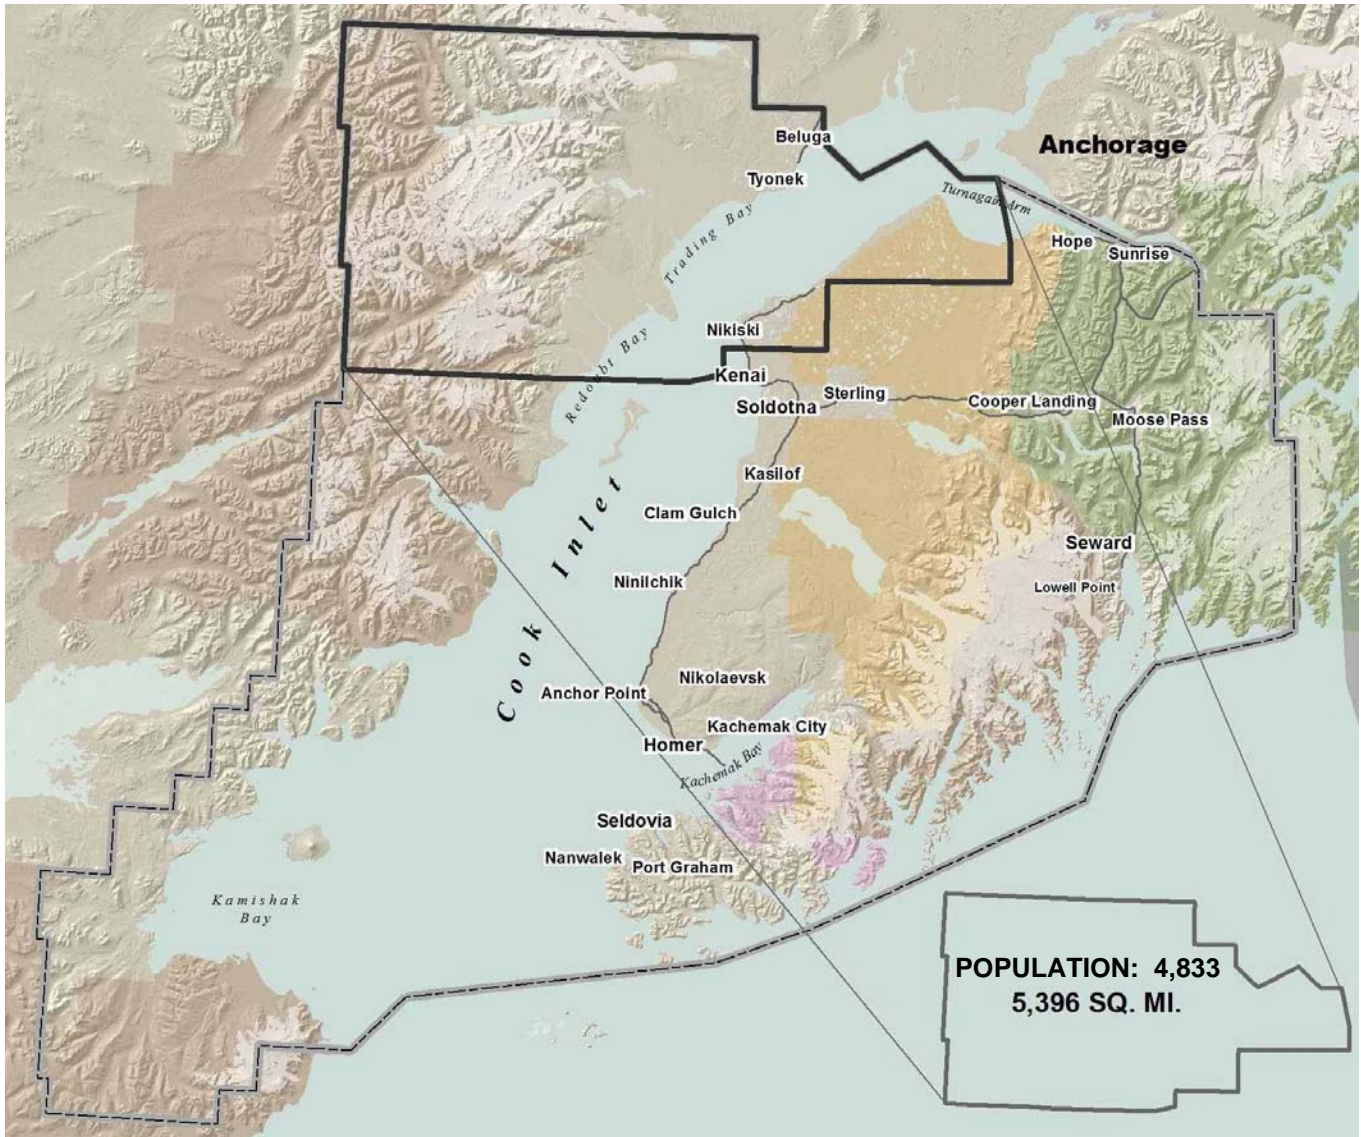 Beluga
Anchorage
Tyonek
Turnagain Arm
Trading Bay
Hope
Sunrise
Nikiski
Redoubt Bay
Kenai
Sterling
Soldotna
Cooper Landing
Moose Pass
Kasilof
Clam Gulch
Cook Inlet
Seward
Ninilchik
Lowell Point
Nikolaevsk
Anchor Point
Kachemak City
Homer
Kachemak Bay
Seldovia
Nanwalek
Port Graham
Kamishak
Bay
POPULATION: 4,833
5,396 SQ. MI.